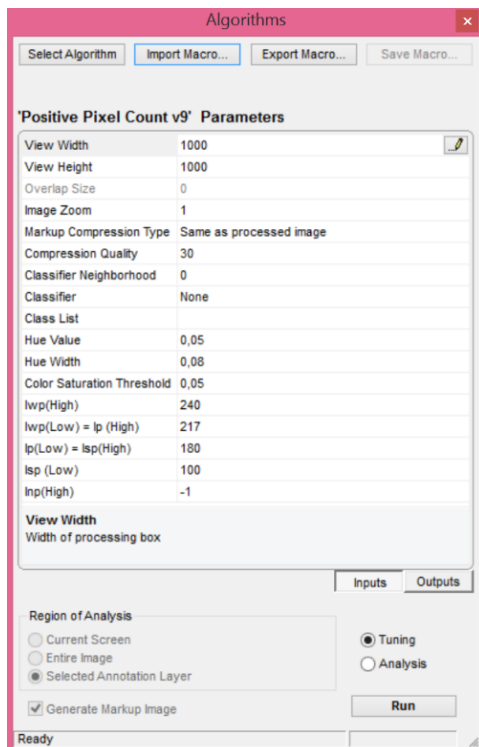 Algorithms
Select Algorithm Import Macro... Export Macro... Save Macro...
'Positive Pixel Count v9' Parameters
View Width 1000
View Height 1000
Overlap Size 0
Image Zoom 1
Markup Compression Type Same as processed image
Compression Quality 30
Classifier Neighborhood 0
Classifier None
Class List
Hue Value 0,05
Hue Width 0,08
Color Saturation Threshold 0,05
Iwp(High) 240
Iwp(Low) = Ip (High) 217
Ip(Low) = Isp(High) 180
Isp (Low) 100
Inp(High) -1
View Width
Width of processing box
Inputs Outputs
Region of Analysis
Current Screen
Entire Image
Selected Annotation Layer
Tuning
Analysis
Generate Markup Image
Run
Ready